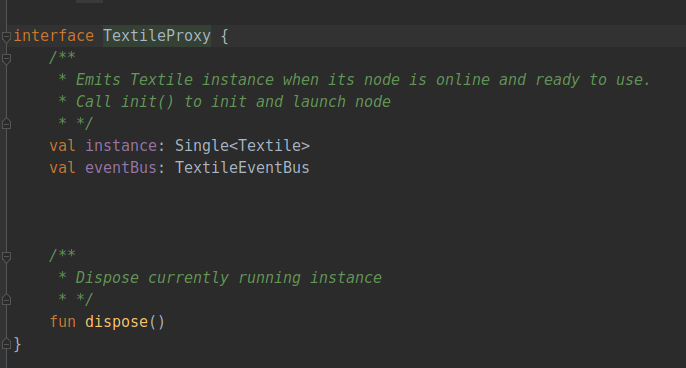 interface TextileProxy {
/**
* Emits Textile instance when its node is online and ready to use.
* Call init() to init and launch node
* */
val instance: Single<Textile>
val eventBus: TextileEventBus
/**
* Dispose currently running instance
* */
fun dispose()
}